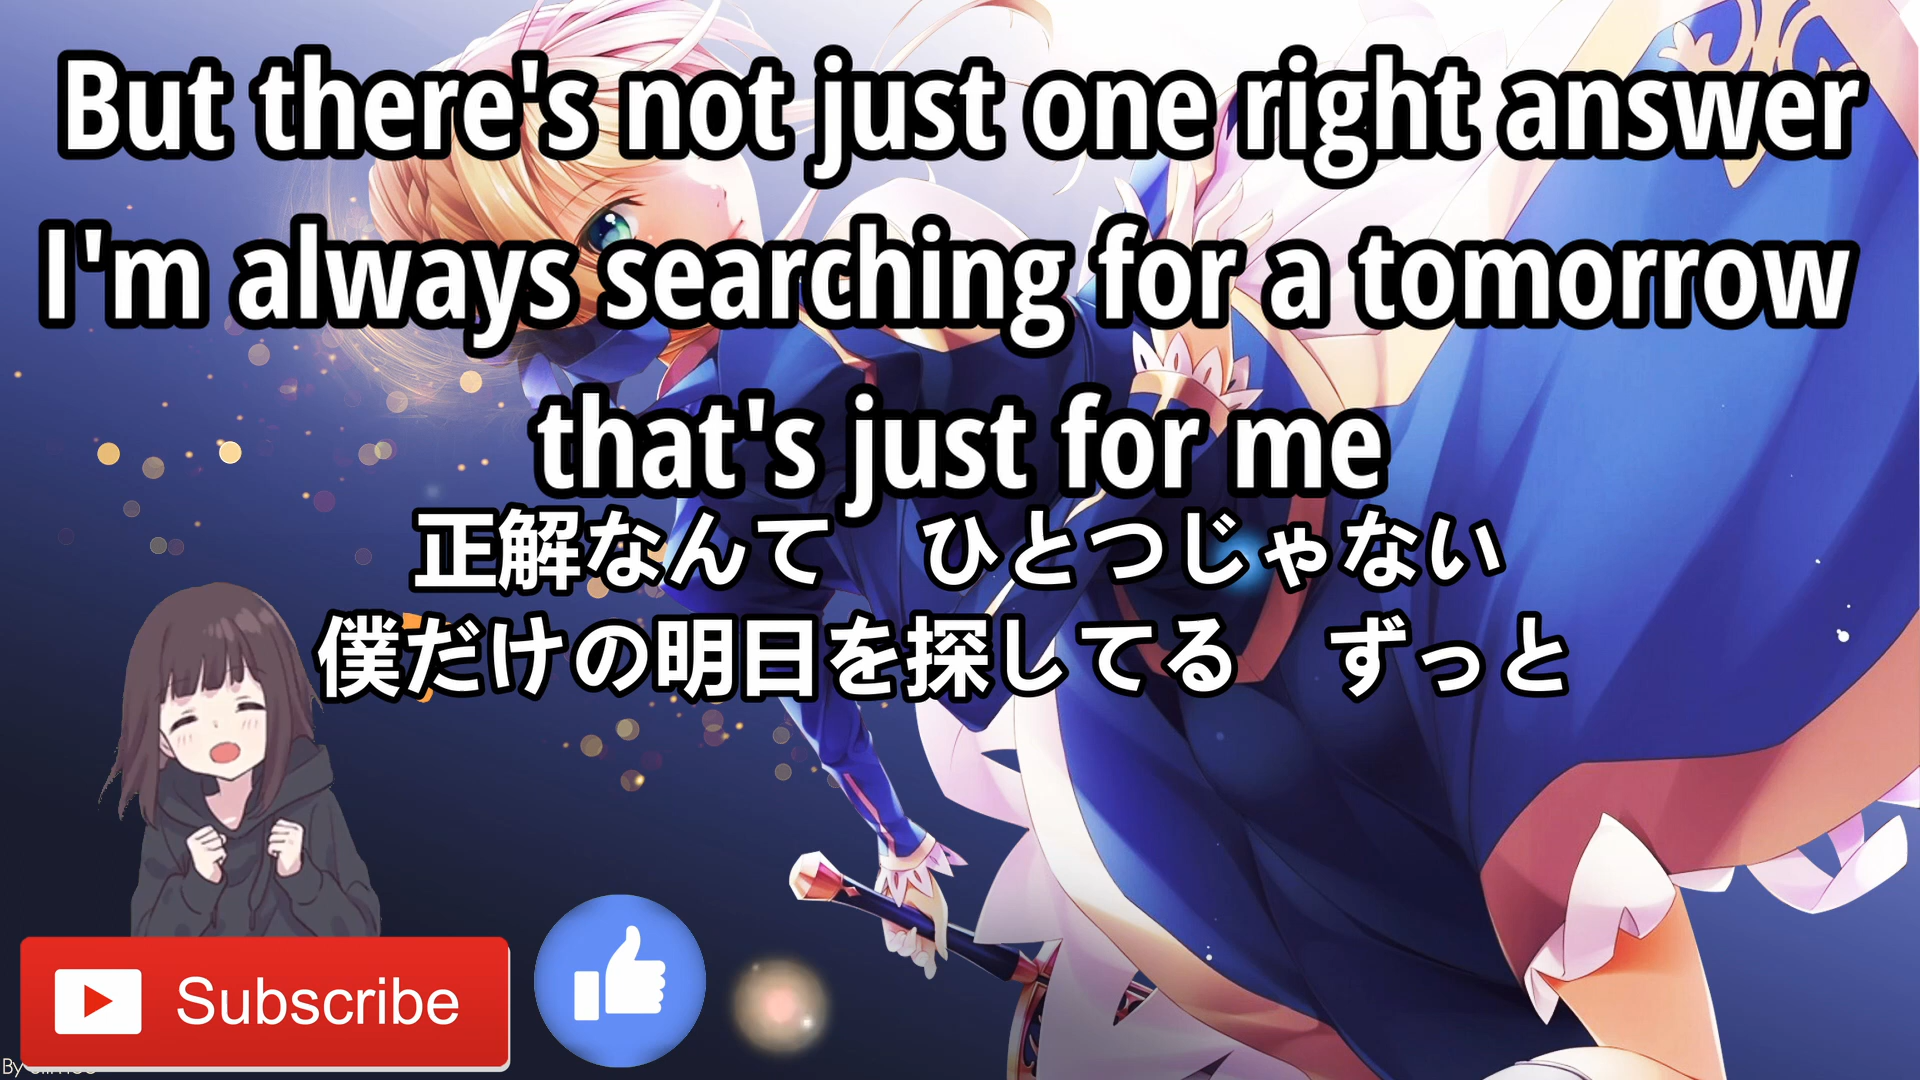 But there's not just one right answer
I'm always searching for a tomorrow
that's just for me
正解なんて　ひとつじゃない
僕だけの明日を探してる　ずっと
Subscribe
By